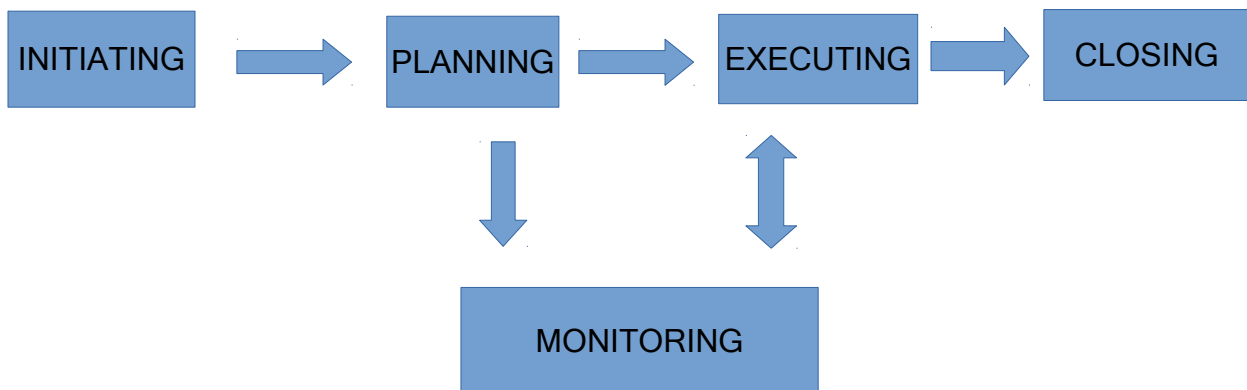 INITIATING
PLANNING
EXECUTING
CLOSING
MONITORING